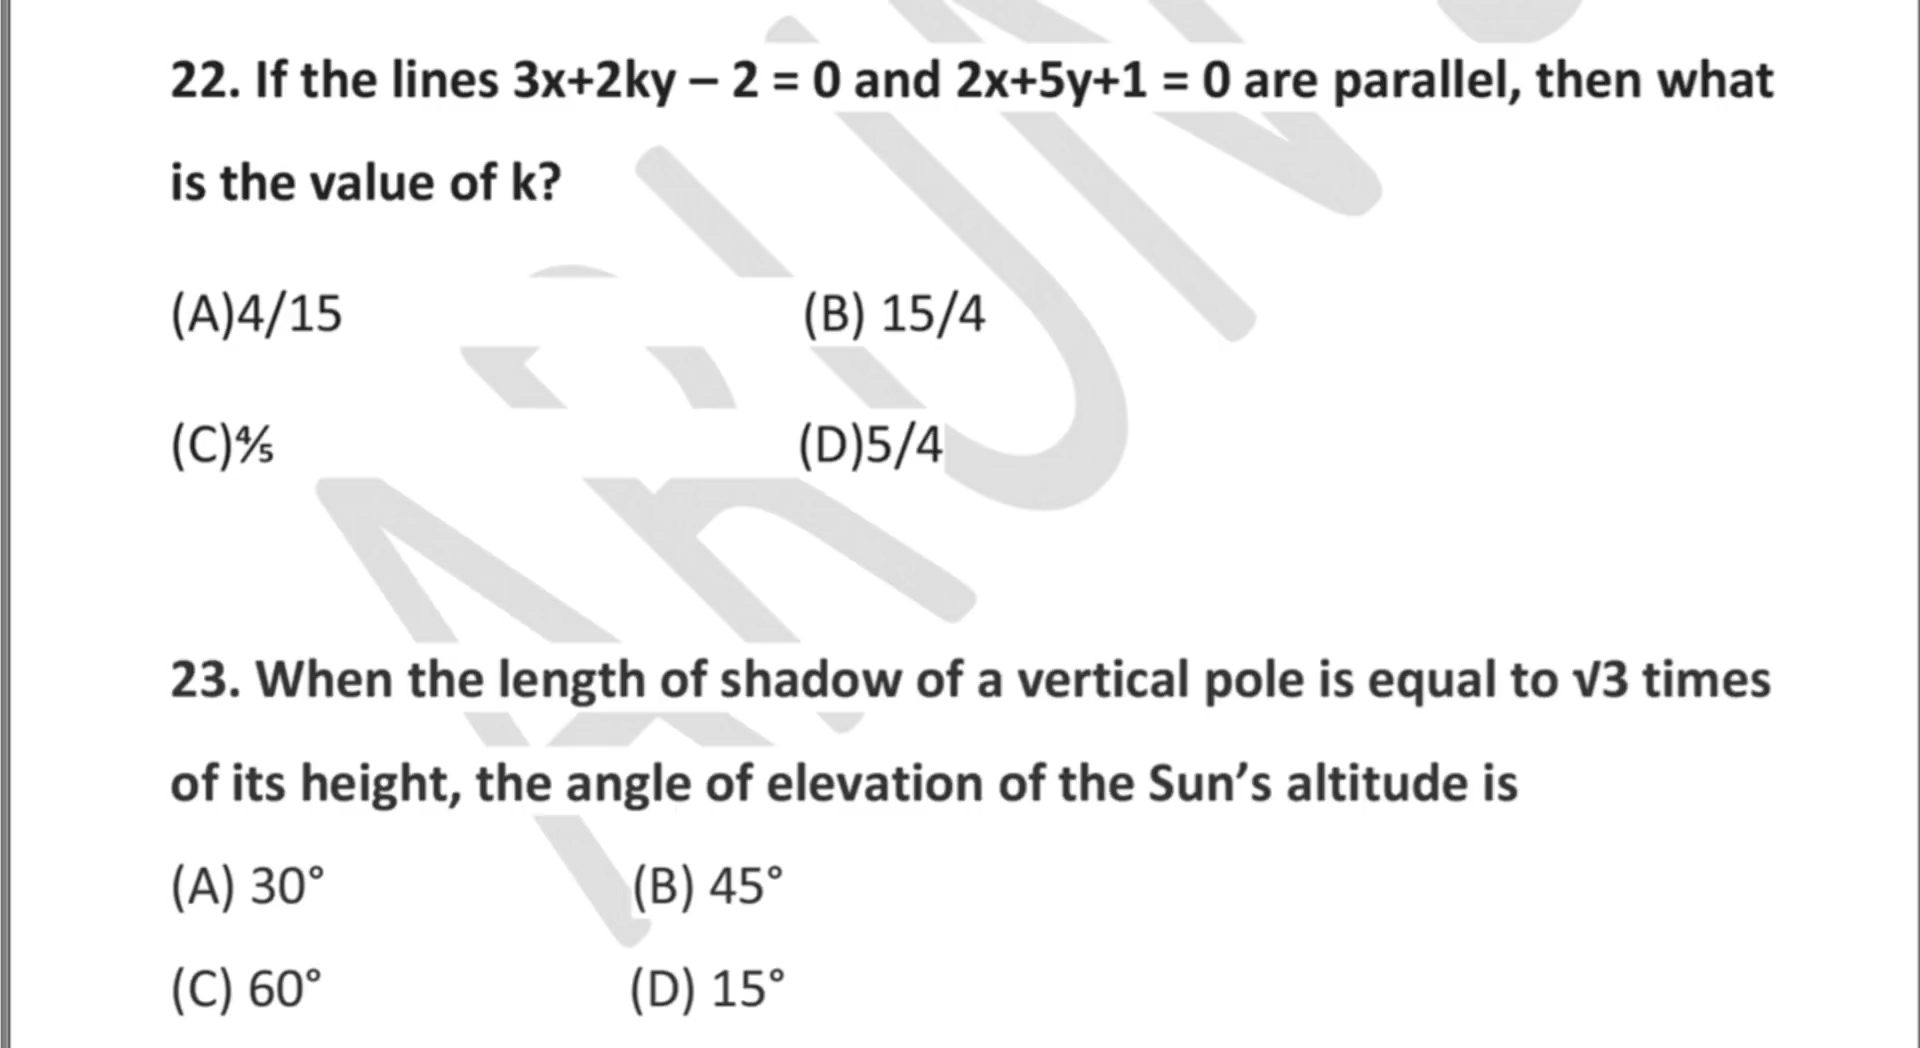 22. If the lines 3x+2ky – 2 = 0 and 2x+5y+1 = 0 are parallel, then what
is the value of k?
(A)4/15 (B) 15/4
(C)⅘ (D)5/4
23. When the length of shadow of a vertical pole is equal to √3 times
of its height, the angle of elevation of the Sun’s altitude is
(A) 30° (B) 45°
(C) 60° (D) 15°